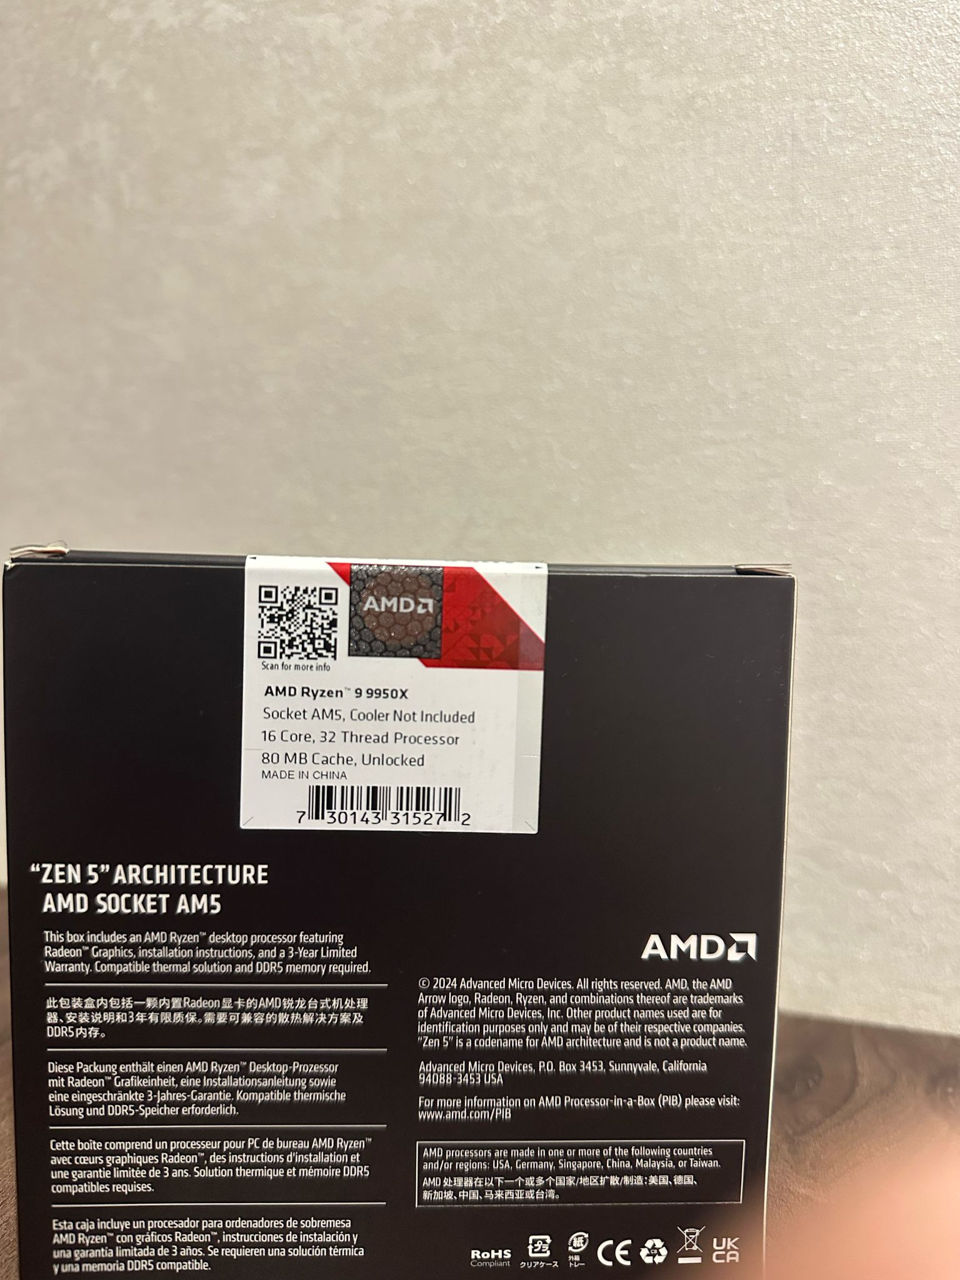 AMD
Scan for more info
AMD Ryzen™ 9 9950X
Socket AM5, Cooler Not Included
16 Core, 32 Thread Processor
80 MB Cache, Unlocked
MADE IN CHINA
7 30143 31527 2
“ZEN 5” ARCHITECTURE
AMD SOCKET AM5
This box includes an AMD Ryzen™ desktop processor featuring
Radeon™ Graphics, installation instructions, and a 3-Year Limited
Warranty. Compatible thermal solution and DDR5 memory required.
此包装盒内包括一颗内置Radeon显卡的AMD锐龙台式机处理
器、安装说明和3年有限质保。需要可兼容的散热解决方案及
DDR5内存。
Diese Packung enthält einen AMD Ryzen™ Desktop-Prozessor
mit Radeon™ Grafikeinheit, eine Installationsanleitung sowie
eine eingeschränkte 3-Jahres-Garantie. Kompatible thermische
Lösung und DDR5-Speicher erforderlich.
Cette boîte comprend un processeur pour PC de bureau AMD Ryzen™
avec cœurs graphiques Radeon™, des instructions d'installation et
une garantie limitée de 3 ans. Solution thermique et mémoire DDR5
compatibles requises.
Esta caja incluye un procesador para ordenadores de sobremesa
AMD Ryzen™ con gráficos Radeon™, instrucciones de instalación y
una garantía limitada de 3 años. Se requieren una solución térmica
y una memoria DDR5 compatible.
AMD
© 2024 Advanced Micro Devices. All rights reserved. AMD, the AMD
Arrow logo, Radeon, Ryzen, and combinations thereof are trademarks
of Advanced Micro Devices, Inc. Other product names used are for
identification purposes only and may be of their respective companies.
“Zen 5” is a codename for AMD architecture and is not a product name.
Advanced Micro Devices, P.O. Box 3453, Sunnyvale, California
94088-3453 USA
For more information on AMD Processor-in-a-Box (PIB) please visit:
www.amd.com/PIB
AMD processors are made in one or more of the following countries
and/or regions: USA, Germany, Singapore, China, Malaysia, or Taiwan.
AMD 处理器在以下一个或多个国家/地区扩散/制造：美国、德国、
新加坡、中国、马来西亚或台湾。
RoHS
Compliant
プラ
クリアケース
紙
外箱
トレー
CE
UK
CA